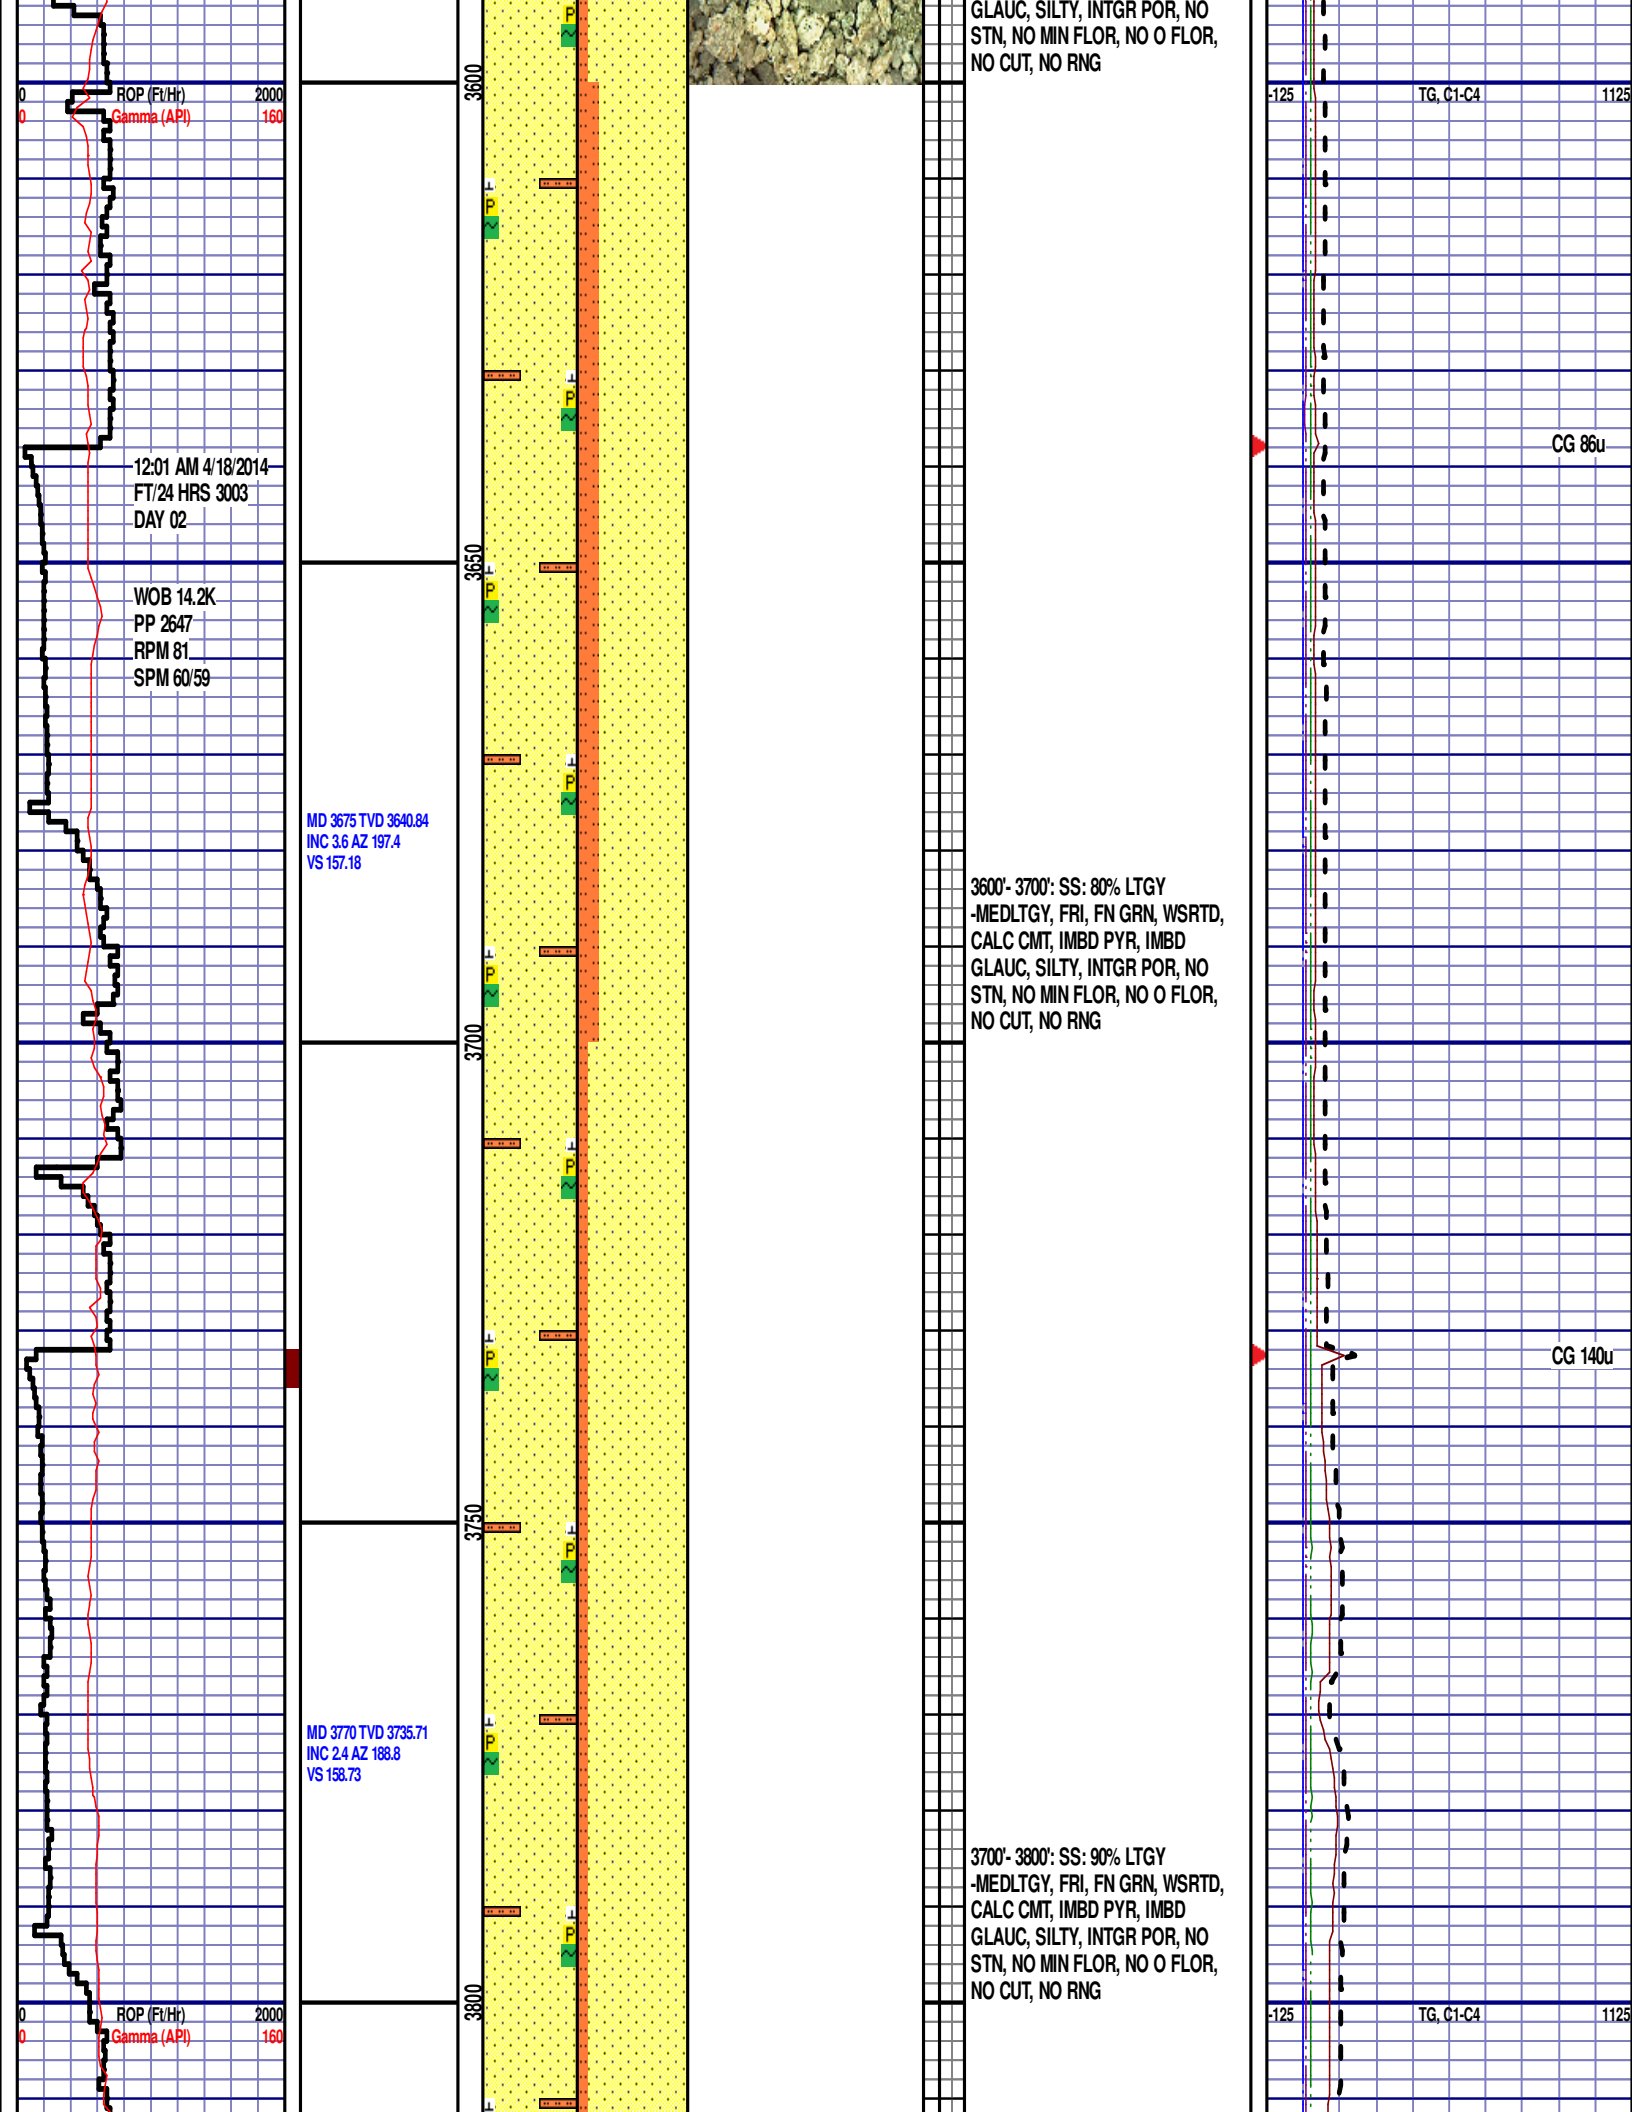 GLAUC, SILTY, INTGR POR, NO
STN, NO MIN FLOR, NO O FLOR,
NO CUT, NO RNG
0 ROP (Ft/Hr) 2000
0 Gamma (API) 160
3600
-125 TG, C1-C4 1125
P
P
P
CG 86u
12:01 AM 4/18/2014
FT/24 HRS 3003
DAY 02
3650
P
WOB 14.2K
PP 2647
RPM 81
SPM 60/59
P
MD 3675 TVD 3640.84
INC 3.6 AZ 197.4
VS 157.18
3600'- 3700': SS: 80% LTGY
-MEDLTGY, FRI, FN GRN, WSRTD,
CALC CMT, IMBD PYR, IMBD
GLAUC, SILTY, INTGR POR, NO
STN, NO MIN FLOR, NO O FLOR,
NO CUT, NO RNG
P
3700
P
P
CG 140u
3750
P
MD 3770 TVD 3735.71
INC 2.4 AZ 188.8
VS 158.73
P
3700'- 3800': SS: 90% LTGY
-MEDLTGY, FRI, FN GRN, WSRTD,
CALC CMT, IMBD PYR, IMBD
GLAUC, SILTY, INTGR POR, NO
STN, NO MIN FLOR, NO O FLOR,
NO CUT, NO RNG
P
3800
0 ROP (Ft/Hr) 2000
0 Gamma (API) 160
-125 TG, C1-C4 1125